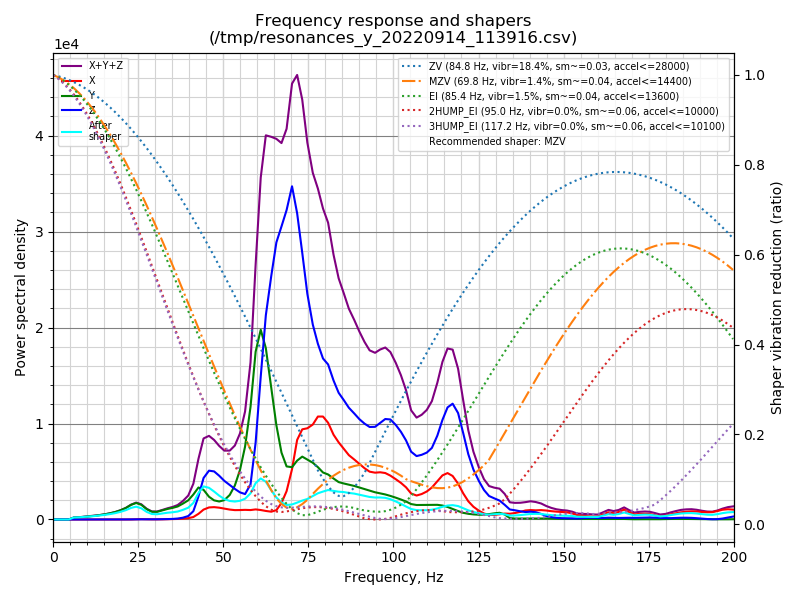 Frequency response and shapers
(/tmp/resonances_y_20220914_113916.csv)
1e4
X+Y+Z
X
Y
Z
After
shaper
ZV (84.8 Hz, vibr=18.4%, sm~=0.03, accel<=28000)
MZV (69.8 Hz, vibr=1.4%, sm~=0.04, accel<=14400)
EI (85.4 Hz, vibr=1.5%, sm~=0.04, accel<=13600)
2HUMP_EI (95.0 Hz, vibr=0.0%, sm~=0.06, accel<=10000)
3HUMP_EI (117.2 Hz, vibr=0.0%, sm~=0.06, accel<=10100)
Recommended shaper: MZV
4
3
2
1
0
Power spectral density
1.0
0.8
0.6
0.4
0.2
0.0
Shaper vibration reduction (ratio)
0 25 50 75 100 125 150 175 200
Frequency, Hz